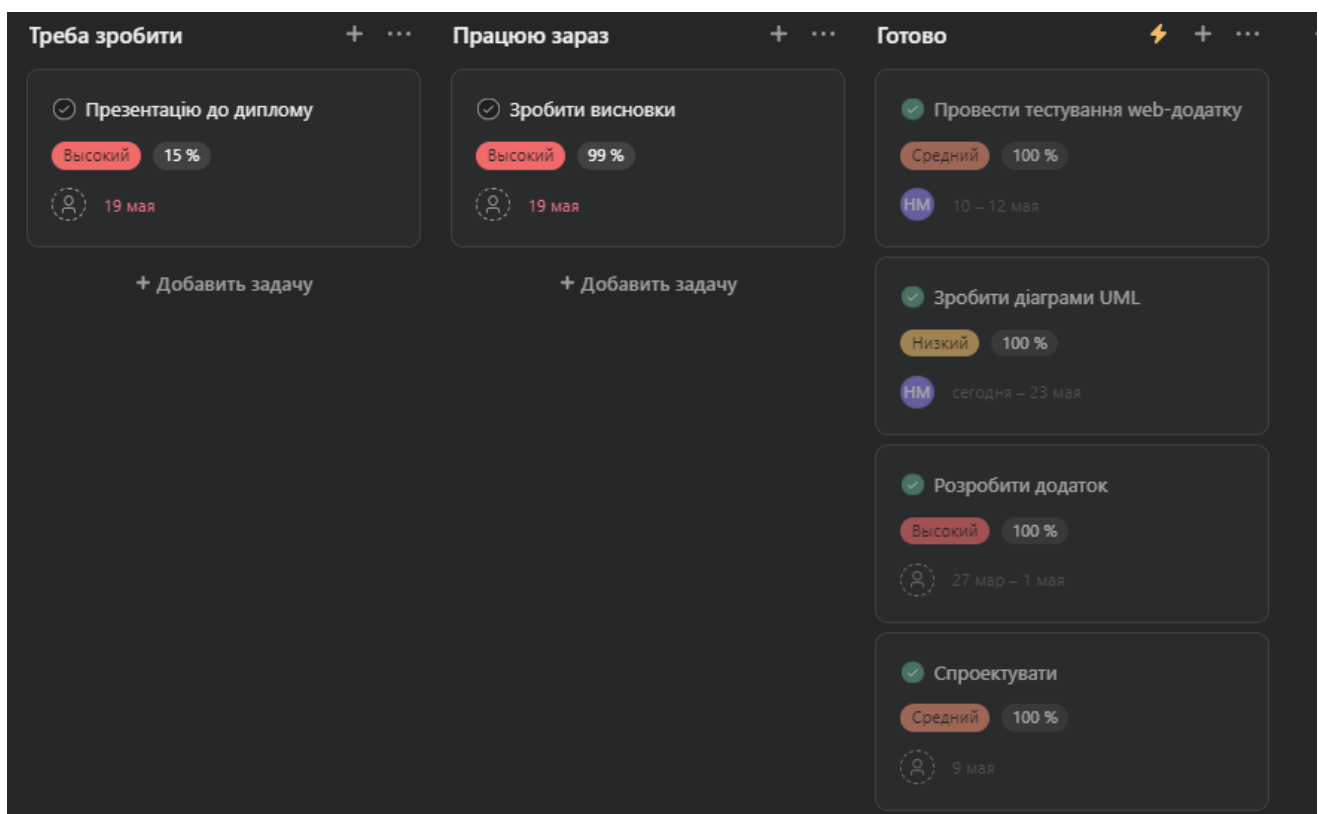 Треба зробити
Презентацію до диплому
Высокий 15 %
19 мая
+ Добавить задачу
Працюю зараз
Зробити висновки
Высокий 99 %
19 мая
+ Добавить задачу
Готово
Провести тестування web-додатку
Средний 100 %
НМ 10 – 12 мая
Зробити діаграми UML
Низкий 100 %
НМ сегодня – 23 мая
Розробити додаток
Высокий 100 %
27 мар – 1 мая
Спроектувати
Средний 100 %
9 мая